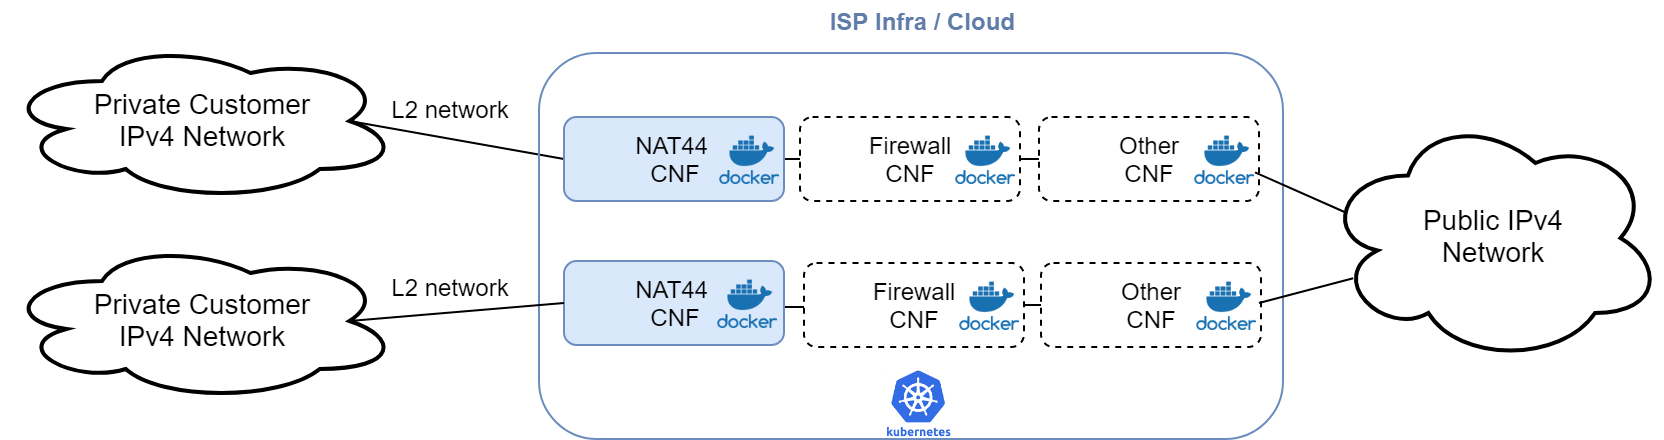 ISP Infra / Cloud
Private Customer
IPv4 Network
L2 network
NAT44
CNF
docker
Firewall
CNF
docker
Other
CNF
docker
Public IPv4
Network
Private Customer
IPv4 Network
L2 network
NAT44
CNF
docker
Firewall
CNF
docker
Other
CNF
docker
kubernetes